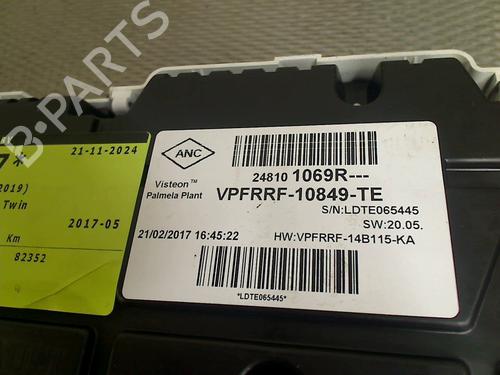 B-PARTS
7*
21-11-2024
2019)
Twin
2017-05
Km
82352
ANC
Visteon™
Palmela Plant
24810 1069R---
VPFRRF-10849-TE
S/N:LDTE065445
SW:20.05.
21/02/2017 16:45:22
HW:VPFRRF-14B115-KA
*LDTE065445*